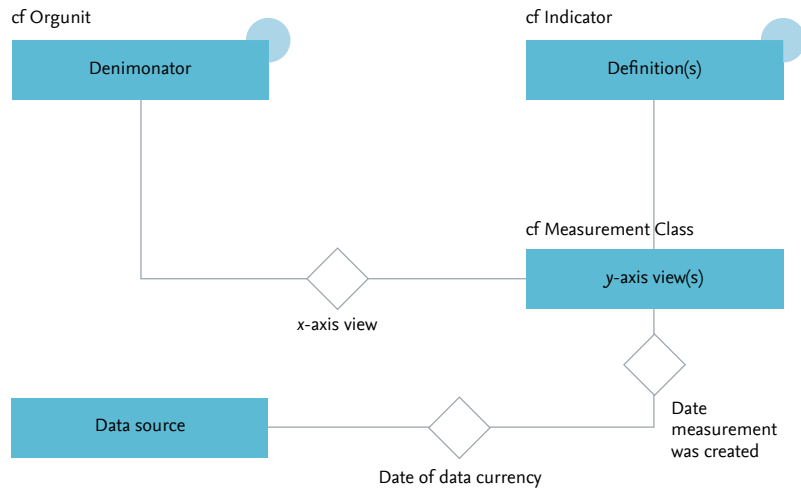 cf Orgunit
cf Indicator
Denimonator
Definition(s)
cf Measurement Class
y-axis view(s)
x-axis view
Data source
Date
measurement
was created
Date of data currency